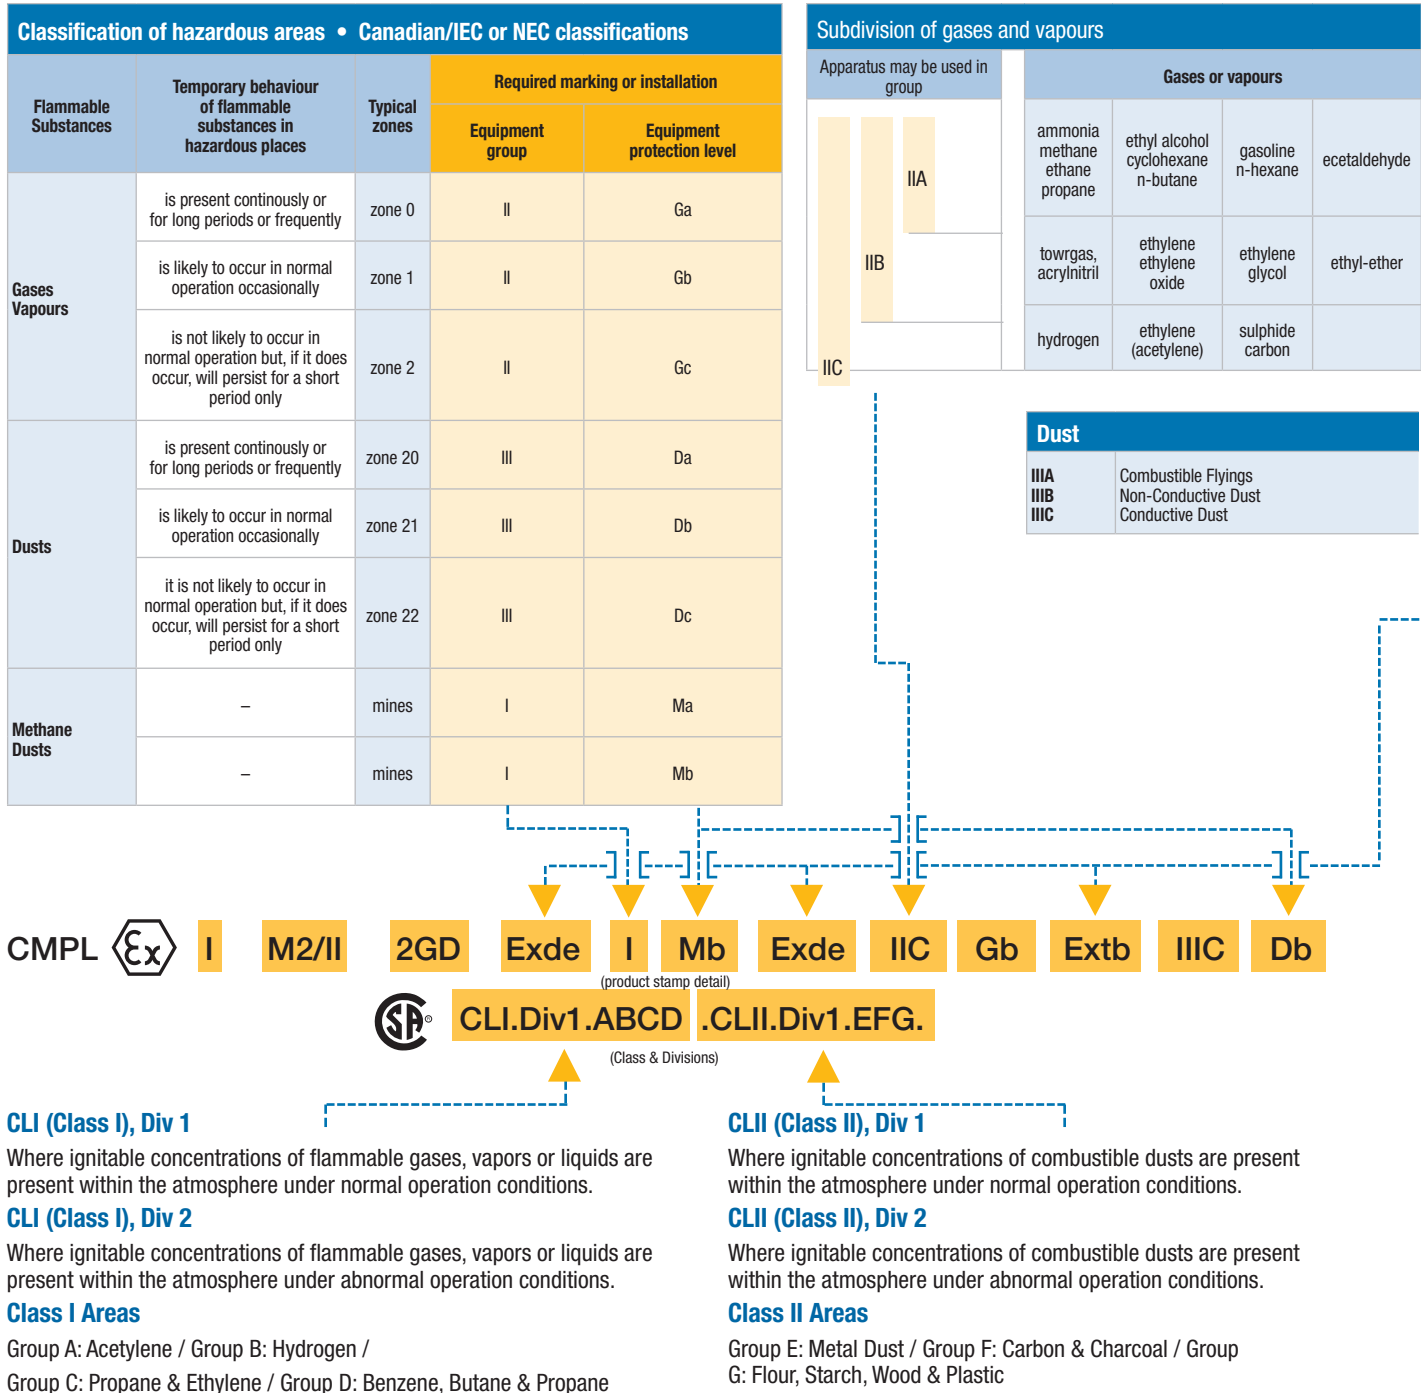 Classification of hazardous areas • Canadian/IEC or NEC classifications
Flammable
Substances
Temporary behaviour
of flammable
substances in
hazardous places
Typical
zones
Required marking or installation
Equipment
group
Equipment
protection level
Gases
Vapours
is present continously or
for long periods or frequently
zone 0
II
Ga
is likely to occur in normal
operation occasionally
zone 1
II
Gb
is not likely to occur in
normal operation but, if it does
occur, will persist for a short
period only
zone 2
II
Gc
Dusts
is present continously or
for long periods or frequently
zone 20
III
Da
is likely to occur in normal
operation occasionally
zone 21
III
Db
it is not likely to occur in
normal operation but, if it does
occur, will persist for a short
period only
zone 22
III
Dc
Methane
Dusts
–
mines
I
Ma
–
mines
I
Mb
Subdivision of gases and vapours
Apparatus may be used in
group
Gases or vapours
IIA
IIB
IIC
ammonia
methane
ethane
propane
ethyl alcohol
cyclohexane
n-butane
gasoline
n-hexane
ecetaldehyde
towrgas,
acrylnitril
ethylene
ethylene
oxide
ethylene
glycol
ethyl-ether
hydrogen
ethylene
(acetylene)
sulphide
carbon
Dust
IIIA Combustible Flyings
IIIB Non-Conductive Dust
IIIC Conductive Dust
CMPL Ex I M2/II 2GD Exde I Mb Exde IIC Gb Extb IIIC Db
(product stamp detail)
SA ® CLI.Div1.ABCD .CLII.Div1.EFG.
(Class & Divisions)
CLI (Class I), Div 1
Where ignitable concentrations of flammable gases, vapors or liquids are
present within the atmosphere under normal operation conditions.
CLI (Class I), Div 2
Where ignitable concentrations of flammable gases, vapors or liquids are
present within the atmosphere under abnormal operation conditions.
Class I Areas
Group A: Acetylene / Group B: Hydrogen /
Group C: Propane & Ethylene / Group D: Benzene, Butane & Propane
CLII (Class II), Div 1
Where ignitable concentrations of combustible dusts are present
within the atmosphere under normal operation conditions.
CLII (Class II), Div 2
Where ignitable concentrations of combustible dusts are present
within the atmosphere under abnormal operation conditions.
Class II Areas
Group E: Metal Dust / Group F: Carbon & Charcoal / Group
G: Flour, Starch, Wood & Plastic